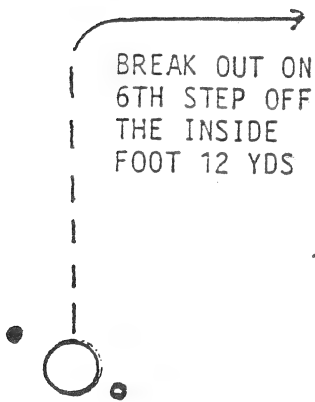 BREAK OUT ON
6TH STEP OFF
THE INSIDE
FOOT 12 YDS